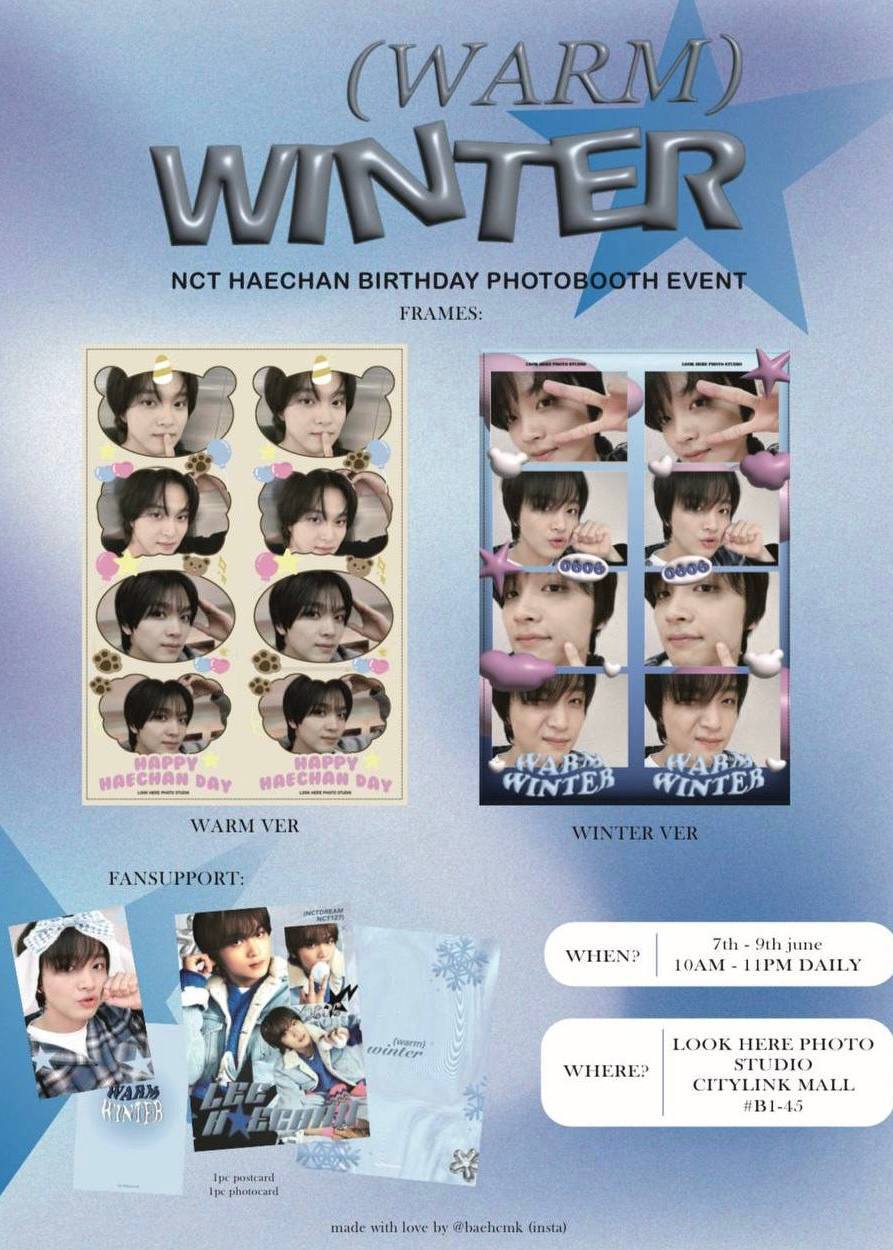 (WARM)
WINTER
NCT HAECHAN BIRTHDAY PHOTOBOOTH EVENT
FRAMES:
LOOK HERE PHOTO STUDIO
LOOK HERE PHOTO STUDIO
0606
0606
HAPPY
HAECHAN DAY
HAPPY
HAECHAN DAY
LOOK HERE PHOTO STUDIO
LOOK HERE PHOTO STUDIO
WARM
WINTER
WARM
WINTER
WARM VER
WINTER VER
FANSUPPORT:
(NCTDREAM
NCT127)
(warm)
winter
LEE
HAECHAN
WARM
WINTER
1pc postcard
1pc photocard
WHEN?
7th - 9th june
10AM - 11PM DAILY
WHERE?
LOOK HERE PHOTO
STUDIO
CITYLINK MALL
#B1-45
made with love by @baehcmk (insta)